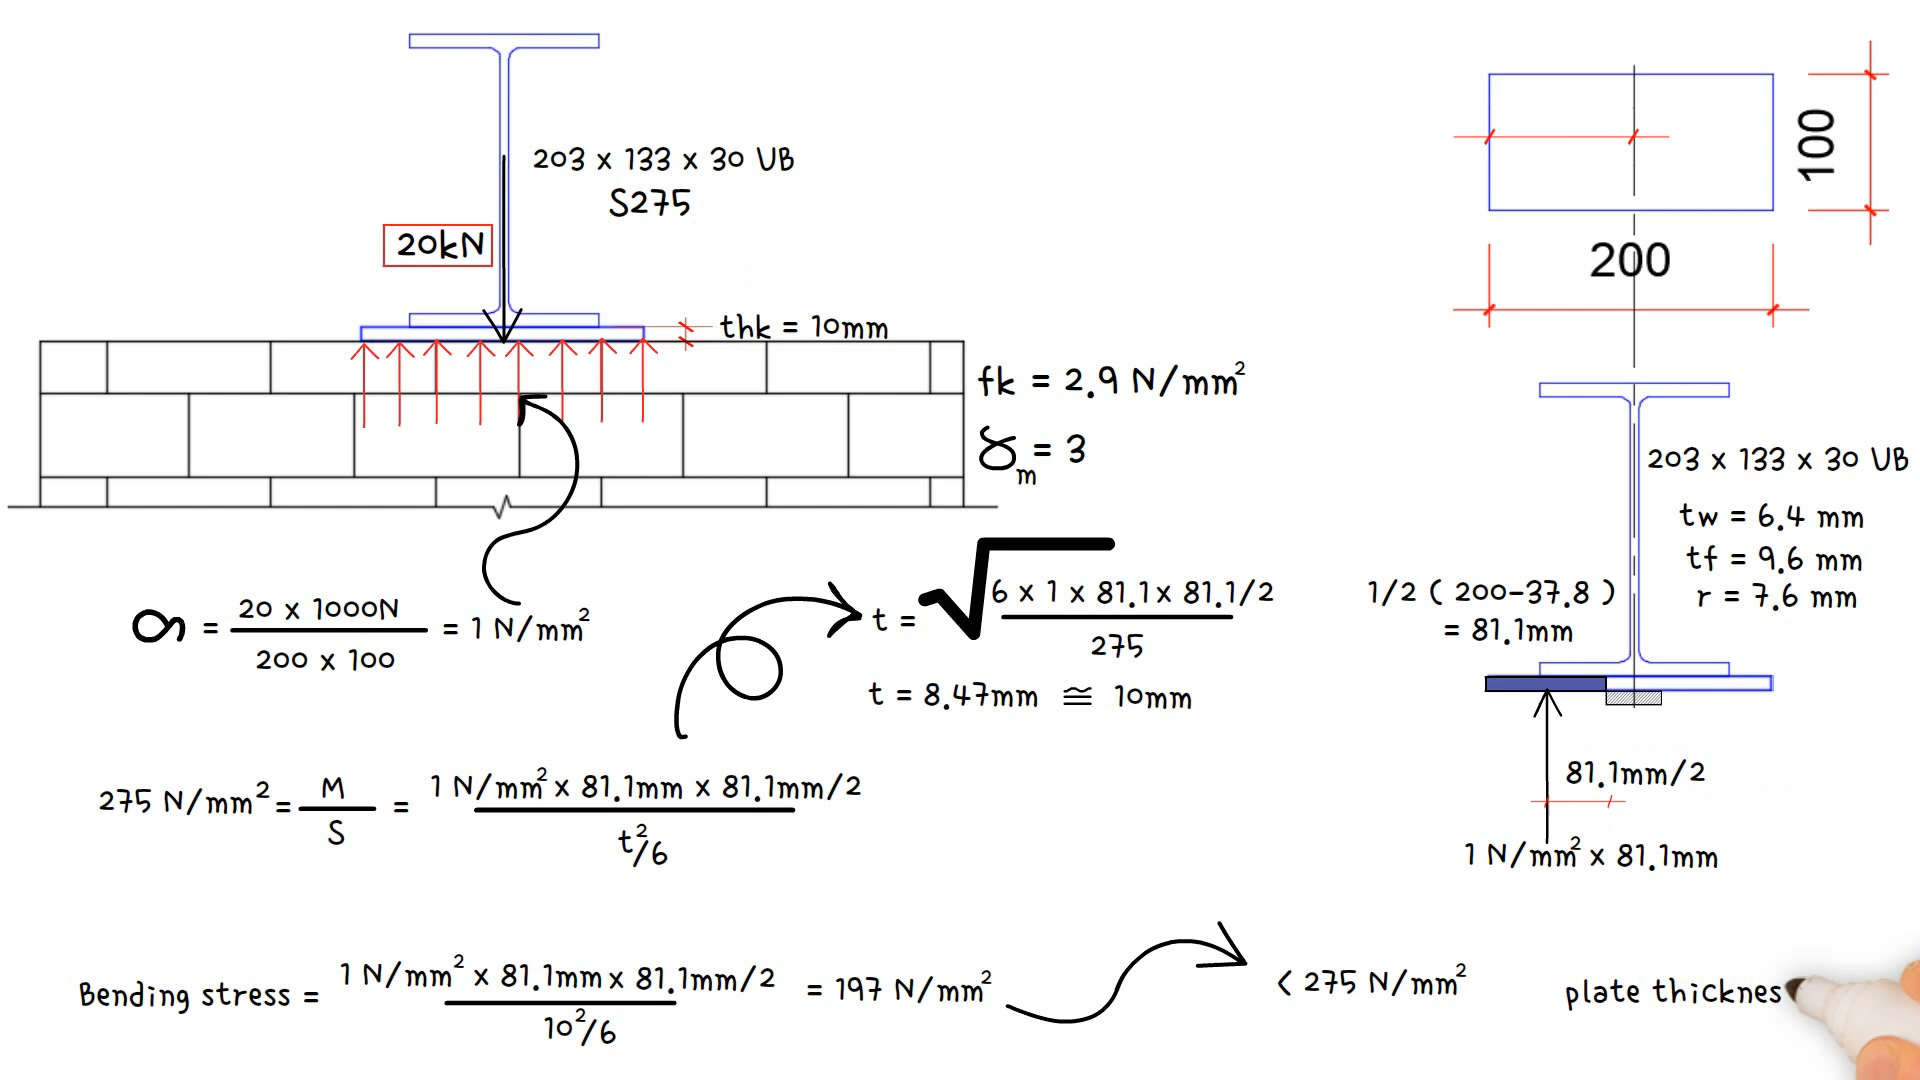 203 x 133 x 30 UB
S275
20kN
thk = 10mm
fk = 2.9 N/mm²
γm = 3
100
200
203 x 133 x 30 UB
tw = 6.4 mm
tf = 9.6 mm
r = 7.6 mm
1/2 ( 200-37.8 )
= 81.1mm
81.1mm/2
1 N/mm² x 81.1mm
σ = 20 x 1000N / 200 x 100 = 1 N/mm²
t = √ 6 x 1 x 81.1 x 81.1/2 / 275
t = 8.47mm ≅ 10mm
275 N/mm² = M / S = 1 N/mm² x 81.1mm x 81.1mm/2 / t²/6
Bending stress = 1 N/mm² x 81.1mm x 81.1mm/2 / 10²/6 = 197 N/mm² < 275 N/mm² plate thicknes